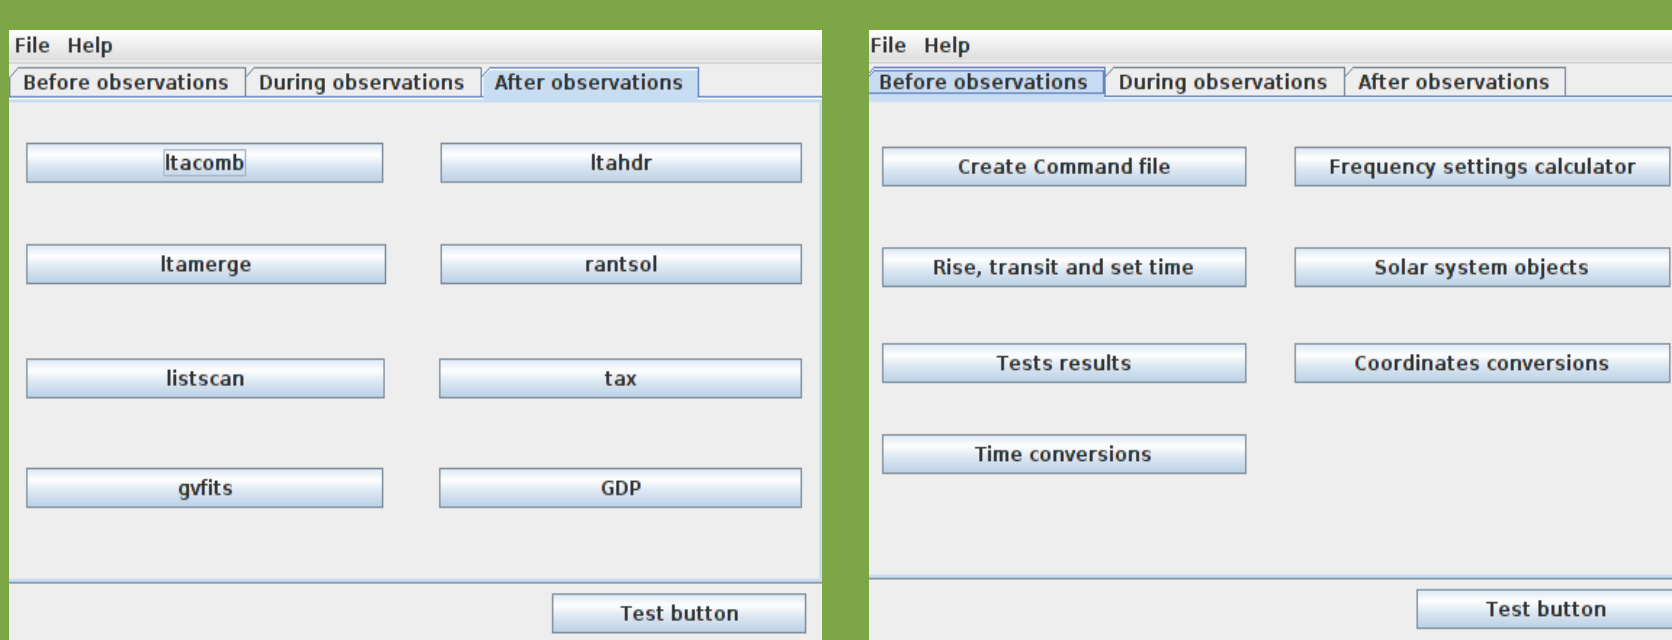 File Help
Before observations During observations After observations
ltacomb ltahdr
ltamerge rantsol
listscan tax
gvfits GDP
Test button
File Help
Before observations During observations After observations
Create Command file Frequency settings calculator
Rise, transit and set time Solar system objects
Tests results Coordinates conversions
Time conversions
Test button